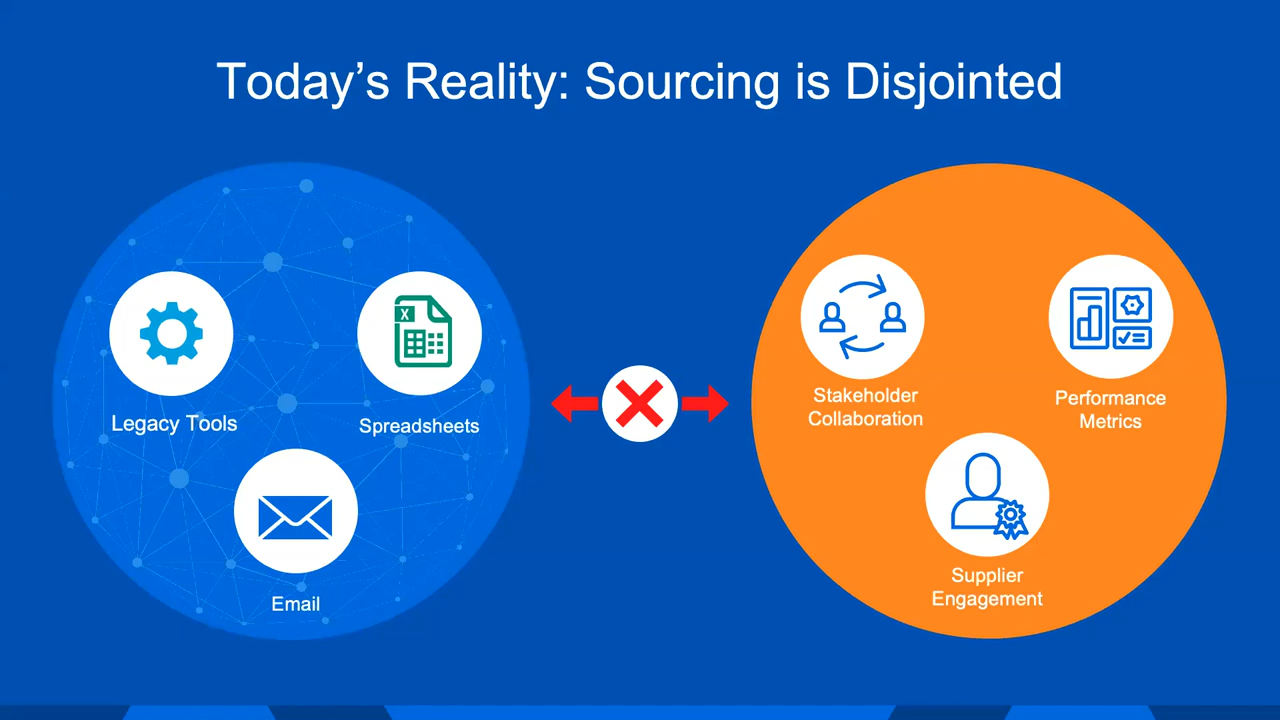 Today’s Reality: Sourcing is Disjointed
X
Legacy Tools
Spreadsheets
Email
Stakeholder
Collaboration
Performance
Metrics
Supplier
Engagement